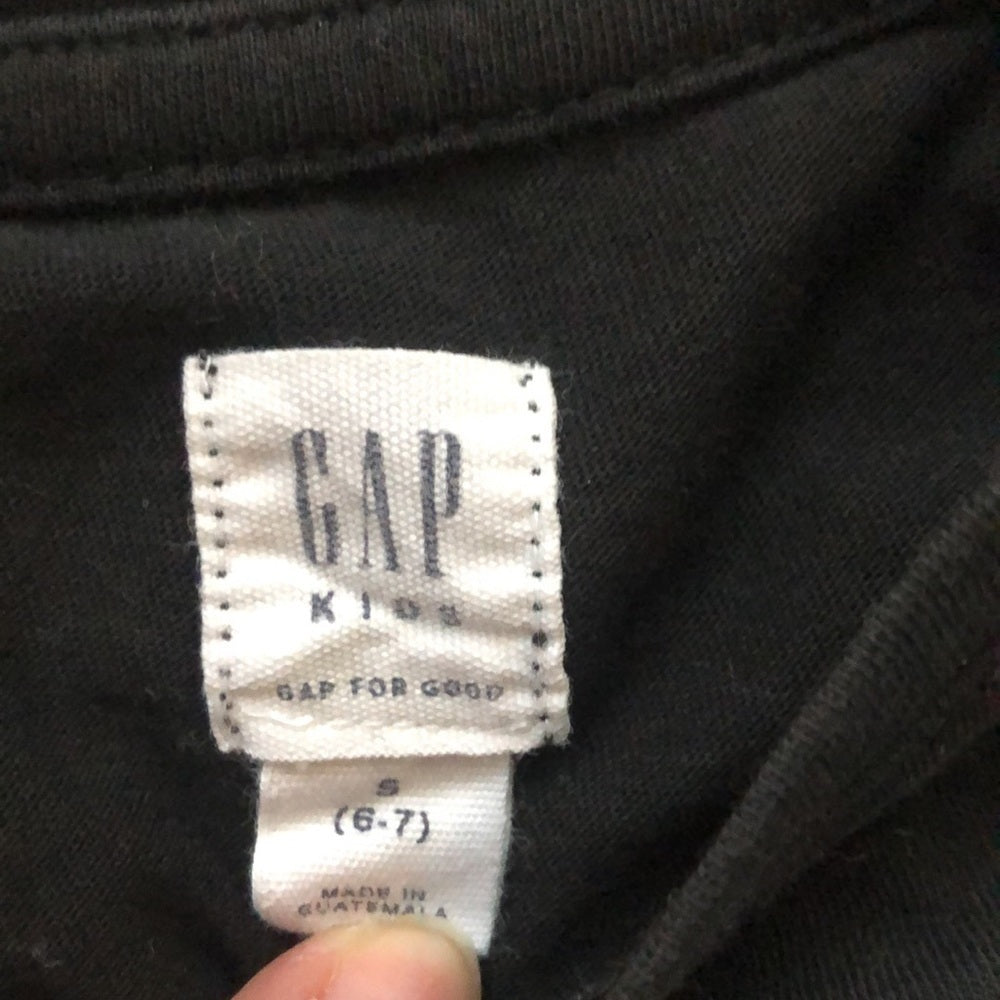 GAP
KIDS
GAP FOR GOOD
S
(6-7)
MADE IN
GUATEMALA